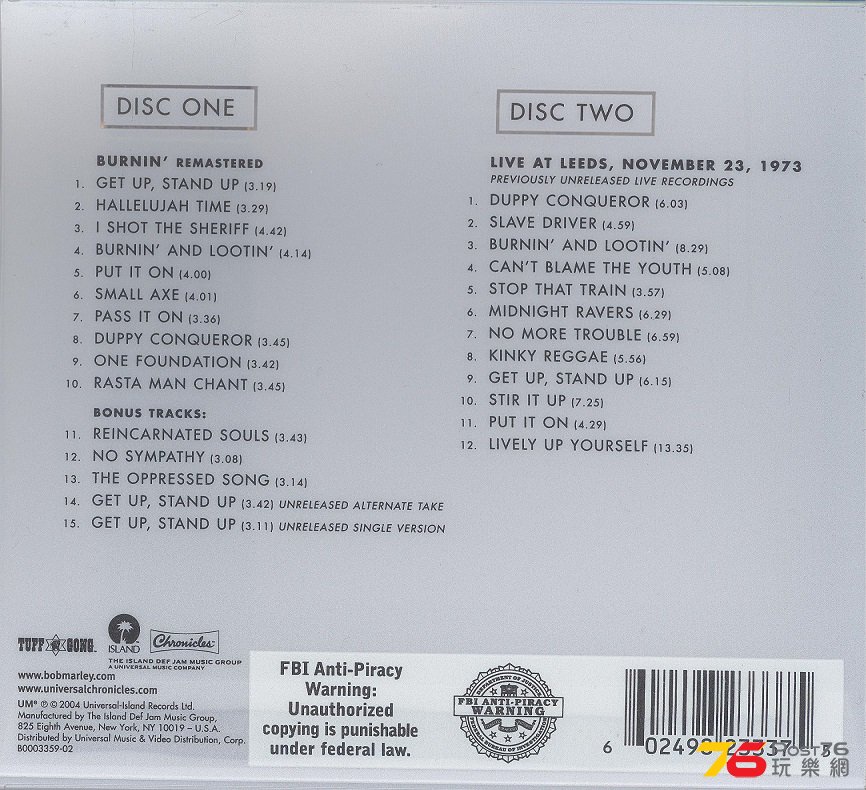 DISC ONE
BURNIN' REMASTERED
1. GET UP, STAND UP (3.19)
2. HALLELUJAH TIME (3.29)
3. I SHOT THE SHERIFF (4.42)
4. BURNIN' AND LOOTIN' (4.14)
5. PUT IT ON (4.00)
6. SMALL AXE (4.01)
7. PASS IT ON (3.36)
8. DUPPY CONQUEROR (3.45)
9. ONE FOUNDATION (3.42)
10. RASTA MAN CHANT (3.45)
BONUS TRACKS:
11. REINCARNATED SOULS (3.43)
12. NO SYMPATHY (3.08)
13. THE OPPRESSED SONG (3.14)
14. GET UP, STAND UP (3.42) UNRELEASED ALTERNATE TAKE
15. GET UP, STAND UP (3.11) UNRELEASED SINGLE VERSION
DISC TWO
LIVE AT LEEDS, NOVEMBER 23, 1973
PREVIOUSLY UNRELEASED LIVE RECORDINGS
1. DUPPY CONQUEROR (6.03)
2. SLAVE DRIVER (4.59)
3. BURNIN' AND LOOTIN' (8.29)
4. CAN'T BLAME THE YOUTH (5.08)
5. STOP THAT TRAIN (3.57)
6. MIDNIGHT RAVERS (6.29)
7. NO MORE TROUBLE (6.59)
8. KINKY REGGAE (5.56)
9. GET UP, STAND UP (6.15)
10. STIR IT UP (7.25)
11. PUT IT ON (4.29)
12. LIVELY UP YOURSELF (13.35)
TUFF GONG
ISLAND
Chronicles
THE ISLAND DEF JAM MUSIC GROUP
A UNIVERSAL MUSIC COMPANY
www.bobmarley.com
www.universalchronicles.com
UM® ℗ © 2004 Universal-Island Records Ltd.
Manufactured by The Island Def Jam Music Group,
825 Eighth Avenue, New York, NY 10019 – U.S.A.
Distributed by Universal Music & Video Distribution, Corp.
B0003359-02
FBI Anti-Piracy
Warning:
Unauthorized
copying is punishable
under federal law.
DEPARTMENT OF JUSTICE
FBI ANTI-PIRACY
WARNING
FEDERAL BUREAU OF INVESTIGATION
6 02498 23337
76 POST76
玩樂網